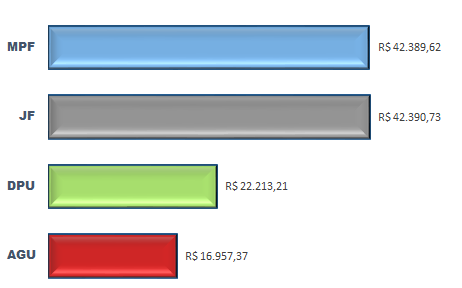 MPF R$ 42.389,62
JF R$ 42.390,73
DPU R$ 22.213,21
AGU R$ 16.957,37